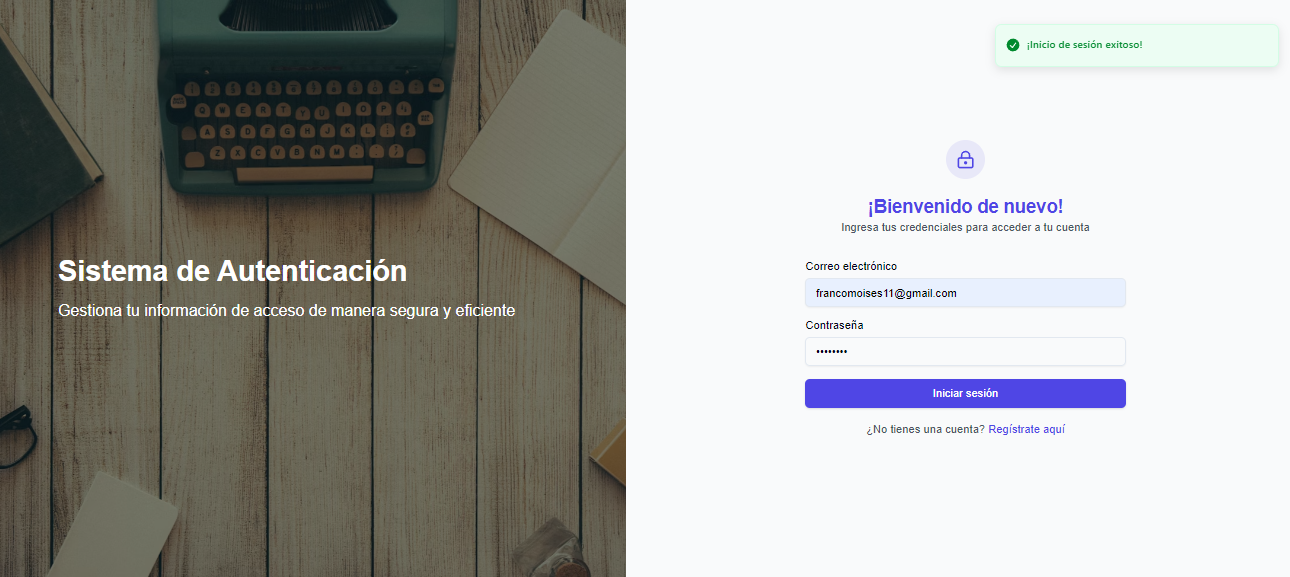 ¡Inicio de sesión exitoso!
Sistema de Autenticación
Gestiona tu información de acceso de manera segura y eficiente
¡Bienvenido de nuevo!
Ingresa tus credenciales para acceder a tu cuenta
Correo electrónico
francomoises11@gmail.com
Contraseña
••••••••
Iniciar sesión
¿No tienes una cuenta? Regístrate aquí